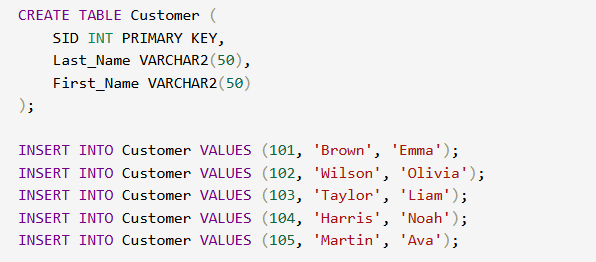 CREATE TABLE Customer (
    SID INT PRIMARY KEY,
    Last_Name VARCHAR2(50),
    First_Name VARCHAR2(50)
);

INSERT INTO Customer VALUES (101, 'Brown', 'Emma');
INSERT INTO Customer VALUES (102, 'Wilson', 'Olivia');
INSERT INTO Customer VALUES (103, 'Taylor', 'Liam');
INSERT INTO Customer VALUES (104, 'Harris', 'Noah');
INSERT INTO Customer VALUES (105, 'Martin', 'Ava');